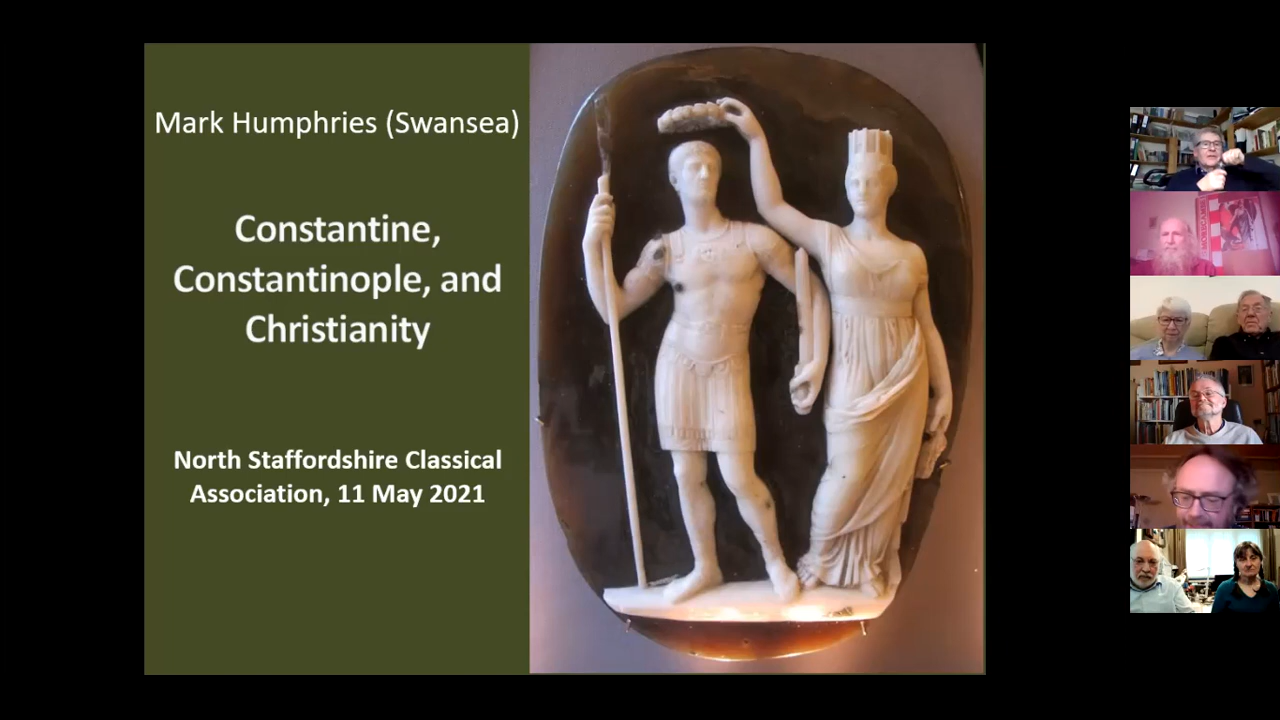 Mark Humphries (Swansea)
Constantine,
Constantinople, and
Christianity
North Staffordshire Classical
Association, 11 May 2021